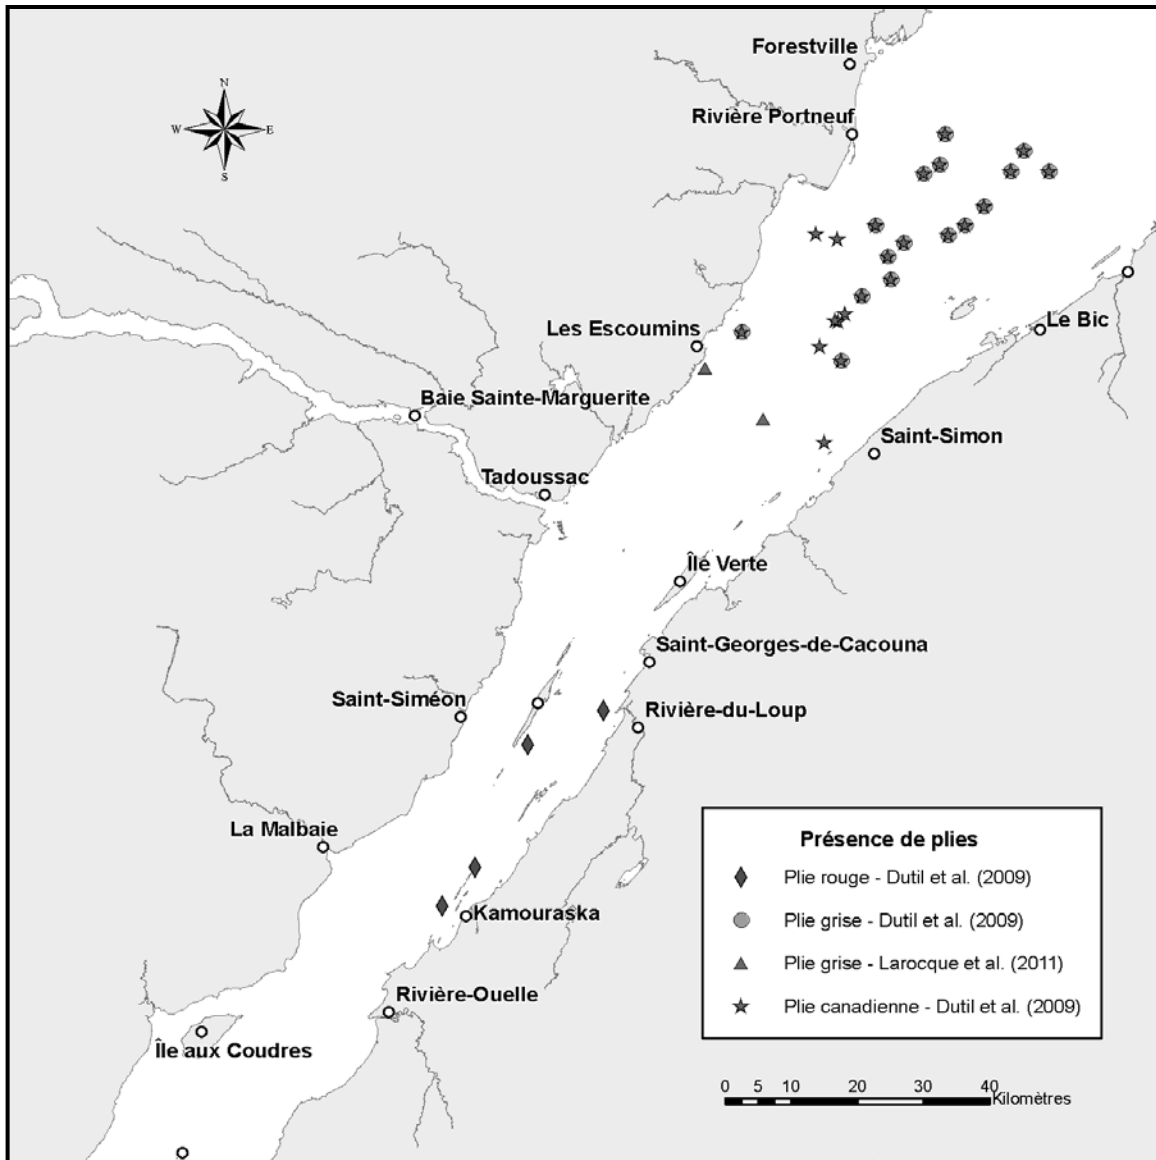 Forestville
N
W
E
S
Rivière Portneuf
Les Escoumins
Le Bic
Baie Sainte-Marguerite
Saint-Simon
Tadoussac
Île Verte
Saint-Georges-de-Cacouna
Saint-Siméon
Rivière-du-Loup
La Malbaie
Kamouraska
Rivière-Ouelle
Île aux Coudres
Présence de plies
Plie rouge - Dutil et al. (2009)
Plie grise - Dutil et al. (2009)
Plie grise - Larocque et al. (2011)
Plie canadienne - Dutil et al. (2009)
0 5 10 20 30 40
Kilomètres